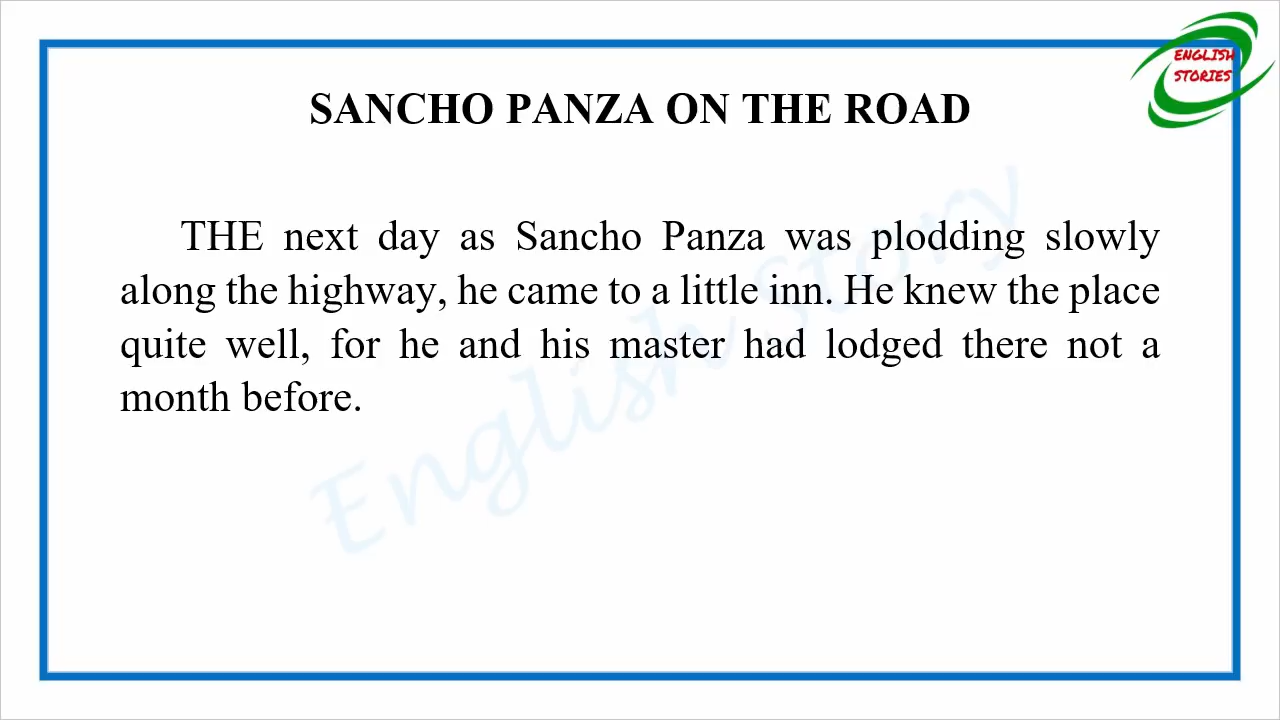 ENGLISH
STORIES
SANCHO PANZA ON THE ROAD
THE next day as Sancho Panza was plodding slowly
along the highway, he came to a little inn. He knew the place
quite well, for he and his master had lodged there not a
month before.
English Story